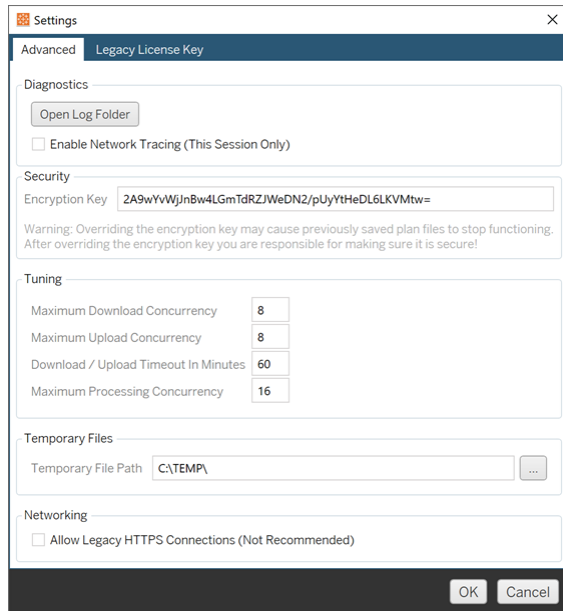 Settings
Advanced Legacy License Key
Diagnostics
Open Log Folder
Enable Network Tracing (This Session Only)
Security
Encryption Key 2A9wYvWjJnBw4LGmTdRZJWeDN2/pUyYtHeDL6LKVMtw=
Warning: Overriding the encryption key may cause previously saved plan files to stop functioning.
After overriding the encryption key you are responsible for making sure it is secure!
Tuning
Maximum Download Concurrency 8
Maximum Upload Concurrency 8
Download / Upload Timeout In Minutes 60
Maximum Processing Concurrency 16
Temporary Files
Temporary File Path C:\TEMP\ ...
Networking
Allow Legacy HTTPS Connections (Not Recommended)
OK Cancel